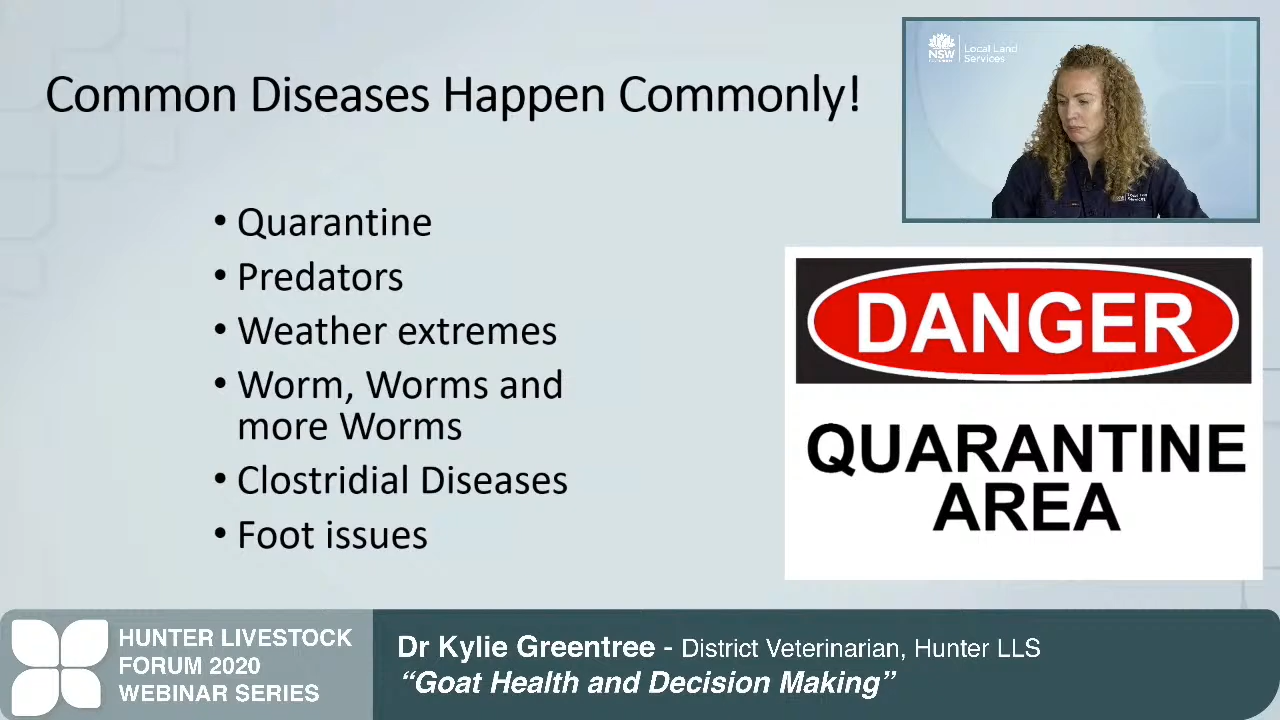 Common Diseases Happen Commonly!
NSW
Local Land
Services
• Quarantine
• Predators
• Weather extremes
• Worm, Worms and
more Worms
• Clostridial Diseases
• Foot issues
DANGER
QUARANTINE
AREA
HUNTER LIVESTOCK
FORUM 2020
WEBINAR SERIES
Dr Kylie Greentree - District Veterinarian, Hunter LLS
“Goat Health and Decision Making”